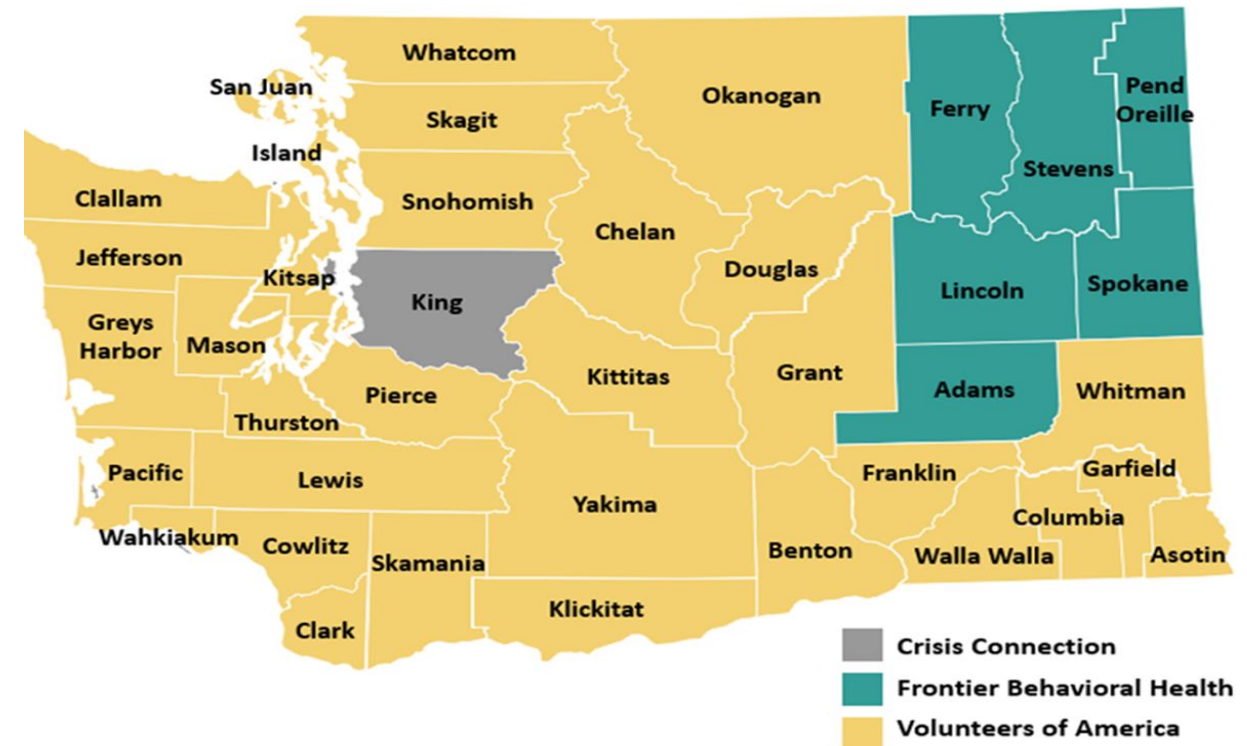 Whatcom
San Juan
Okanogan
Pend
Oreille
Ferry
Skagit
Island
Stevens
Clallam
Snohomish
Chelan
Jefferson
Douglas
Kitsap
King
Lincoln
Spokane
Greys
Harbor
Mason
Kittitas
Grant
Adams
Whitman
Pierce
Thurston
Pacific
Lewis
Franklin
Garfield
Yakima
Columbia
Wahkiakum
Cowlitz
Skamania
Benton
Walla Walla
Asotin
Klickitat
Clark
Crisis Connection
Frontier Behavioral Health
Volunteers of America